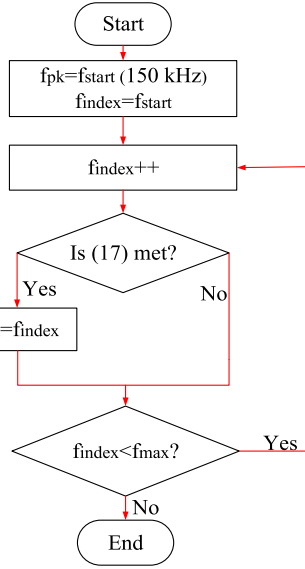 Start
fpk=fstart (150 kHz)
findex=fstart
findex++
Is (17) met?
Yes
No
=findex
findex<fmax?
Yes
No
End